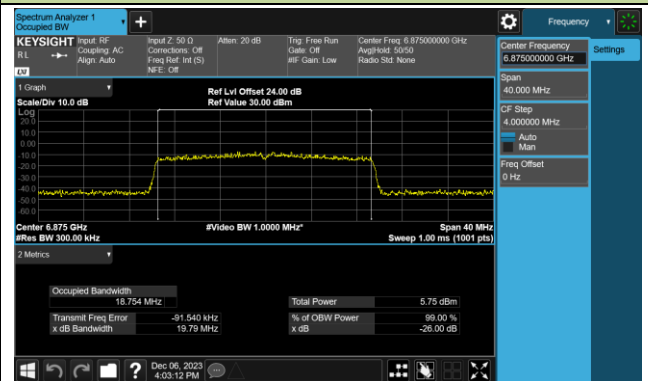 Spectrum Analyzer 1
Occupied BW
Frequency
KEYSIGHT
Input: RF
Input Z: 50 Ω
Atten: 20 dB
Trig: Free Run
Center Freq: 6.875000000 GHz
RL
Coupling: AC
Corrections: Off
Gate: Off
Avg|Hold: 50/50
Align: Auto
Freq Ref: Int (S)
#IF Gain: Low
Radio Std: None
NFE: Off
LXI
Center Frequency
6.875000000 GHz
Settings
Span
40.000 MHz
CF Step
4.000000 MHz
Auto
Man
Freq Offset
0 Hz
1 Graph
Ref Lvl Offset 24.00 dB
Scale/Div 10.0 dB
Ref Value 30.00 dBm
Log
20.0
10.0
0.00
-10.0
-20.0
-30.0
-40.0
-50.0
-60.0
Center 6.875 GHz
#Video BW 1.0000 MHz*
Span 40 MHz
#Res BW 300.00 kHz
Sweep 1.00 ms (1001 pts)
2 Metrics
Occupied Bandwidth
18.754 MHz
Total Power
5.75 dBm
Transmit Freq Error
-91.540 kHz
% of OBW Power
99.00 %
x dB Bandwidth
19.79 MHz
x dB
-26.00 dB
?
Dec 06, 2023
4:03:12 PM